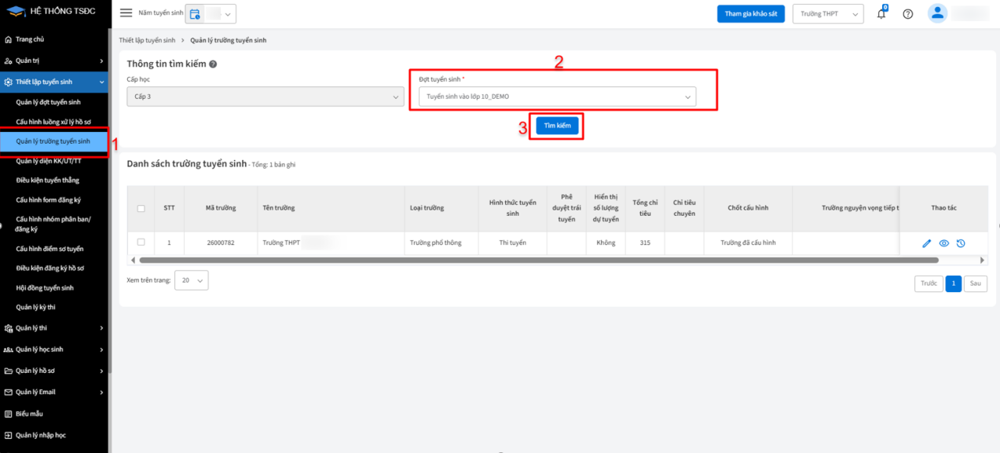 HỆ THỐNG TSĐC
Năm tuyển sinh
Tham gia khảo sát
Trường THPT
0
Trang chủ
Quản trị
Thiết lập tuyển sinh
Quản lý đợt tuyển sinh
Cấu hình luồng xử lý hồ sơ
Quản lý trường tuyển sinh
1
Quản lý diện KK/ƯT/TT
Điều kiện tuyển thẳng
Cấu hình form đăng ký
Cấu hình nhóm phân ban/
đăng ký
Cấu hình điểm sơ tuyển
Điều kiện đăng ký hồ sơ
Hội đồng tuyển sinh
Quản lý kỳ thi
Quản lý thi
Quản lý học sinh
Quản lý hồ sơ
Quản lý Email
Biểu mẫu
Quản lý nhập học
Thiết lập tuyển sinh > Quản lý trường tuyển sinh
Thông tin tìm kiếm
2
Cấp học
Đợt tuyển sinh *
Cấp 3
Tuyển sinh vào lớp 10_DEMO
3
Tìm kiếm
Danh sách trường tuyển sinh - Tổng: 1 bản ghi
STT
Mã trường
Tên trường
Loại trường
Hình thức tuyển
sinh
Phê
duyệt trái
tuyến
Hiển thị
số lượng
dự tuyển
Tổng chỉ
tiêu
Chỉ tiêu
chuyên
Chốt cấu hình
Trường nguyện vọng tiếp t
Thao tác
1
26000782
Trường THPT
Trường phổ thông
Thi tuyển
Không
315
Trường đã cấu hình
Xem trên trang:
20
Trước
1
Sau